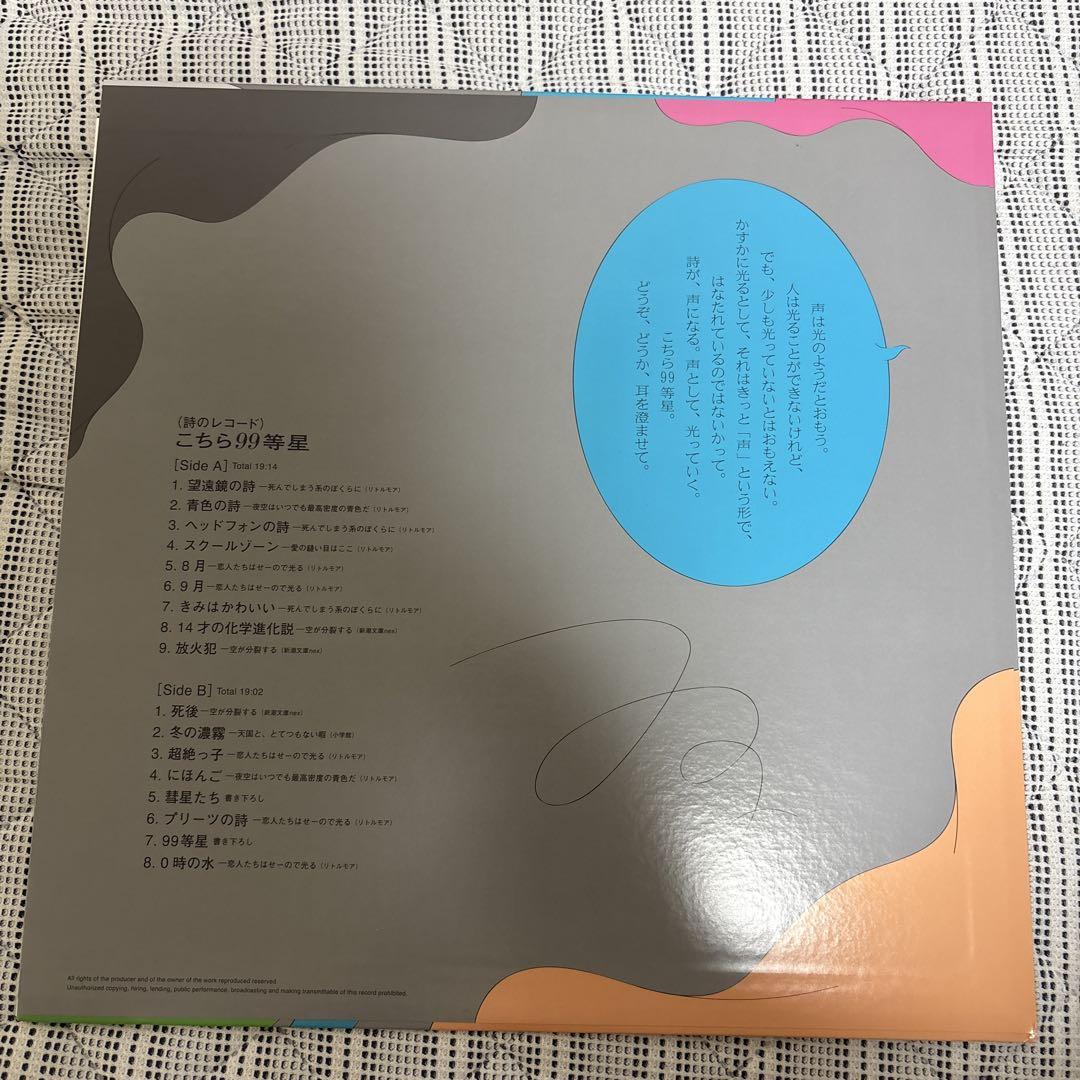 声は光のようだとおもう。
人は光ることができないけれど、
でも、少しも光っていないとはおもえない。
かすかに光るとして、それはきっと「声」という形で、
はなたれているのではないかって。
詩が、声になる。声として、光っていく。
こちら99等星。
どうぞ、どうか、耳を澄ませて。
(詩のレコード)
こちら99等星
[Side A] Total 19:14
1. 望遠鏡の詩 —死んでしまう系のぼくらに (リトルモア)
2. 青色の詩 —夜空はいつでも最高密度の青色だ (リトルモア)
3. ヘッドフォンの詩 —死んでしまう系のぼくらに (リトルモア)
4. スクールゾーン —愛の縫い目はここ (リトルモア)
5. 8月 —恋人たちはせーので光る (リトルモア)
6. 9月 —恋人たちはせーので光る (リトルモア)
7. きみはかわいい —死んでしまう系のぼくらに (リトルモア)
8. 14才の化学進化説 —空が分裂する (新潮文庫nex)
9. 放火犯 —空が分裂する (新潮文庫nex)
[Side B] Total 19:02
1. 死後 —空が分裂する (新潮文庫nex)
2. 冬の濃霧 —天国と、とてつもない暇 (小学館)
3. 超絶っ子 —恋人たちはせーので光る (リトルモア)
4. にほんご —夜空はいつでも最高密度の青色だ (リトルモア)
5. 彗星たち 書き下ろし
6. プリーツの詩 —恋人たちはせーので光る (リトルモア)
7. 99等星 書き下ろし
8. 0時の水 —恋人たちはせーので光る (リトルモア)
All rights of the producer and of the owner of the work reproduced reserved.
Unauthorized copying, hiring, lending, public performance, broadcasting and making transmittable of this record prohibited.